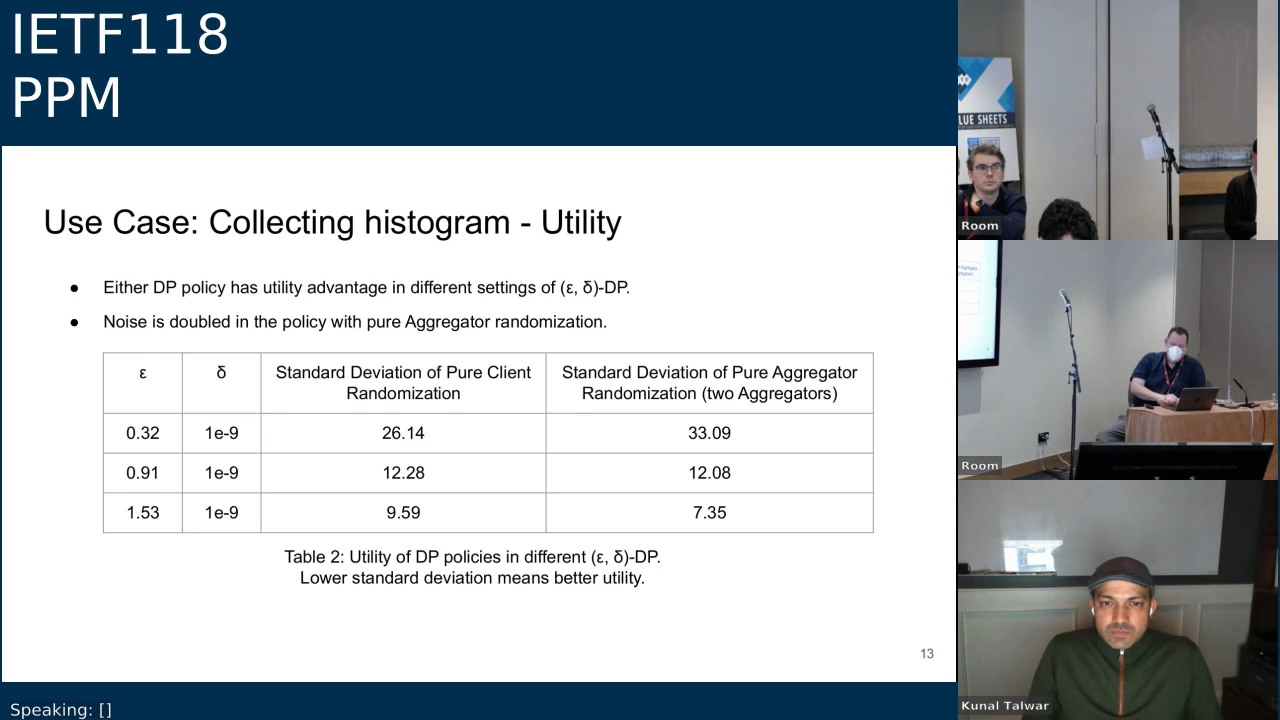 IETF118
PPM
Use Case: Collecting histogram - Utility
● Either DP policy has utility advantage in different settings of (ε, δ)-DP.
● Noise is doubled in the policy with pure Aggregator randomization.
ε δ Standard Deviation of Pure Client Randomization Standard Deviation of Pure Aggregator Randomization (two Aggregators)
0.32 1e-9 26.14 33.09
0.91 1e-9 12.28 12.08
1.53 1e-9 9.59 7.35
Table 2: Utility of DP policies in different (ε, δ)-DP.
Lower standard deviation means better utility.
13
Speaking: []
LUE SHEETS
Room
Room
Kunal Talwar